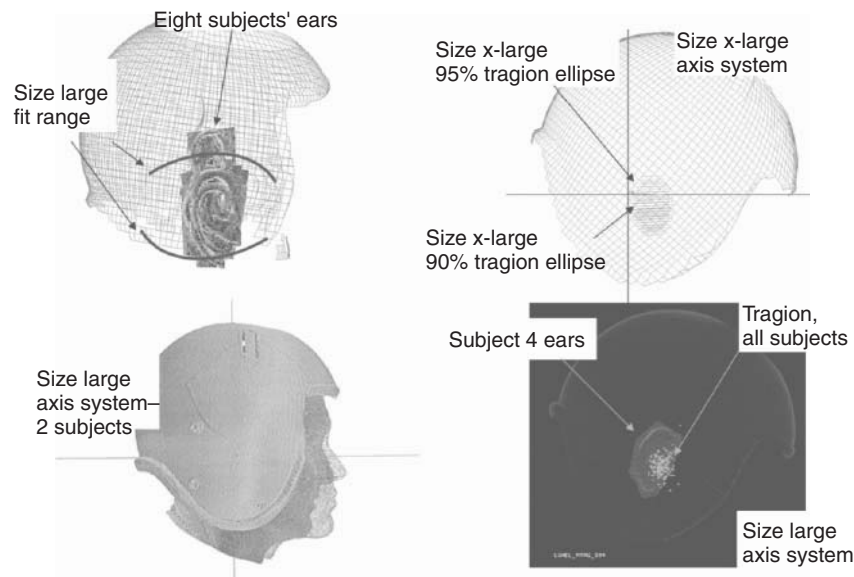 Eight subjects' ears
Size large
fit range
Size x-large
95% tragion ellipse
Size x-large
axis system
Size x-large
90% tragion ellipse
Size large
axis system–
2 subjects
Subject 4 ears
Tragion,
all subjects
Size large
axis system